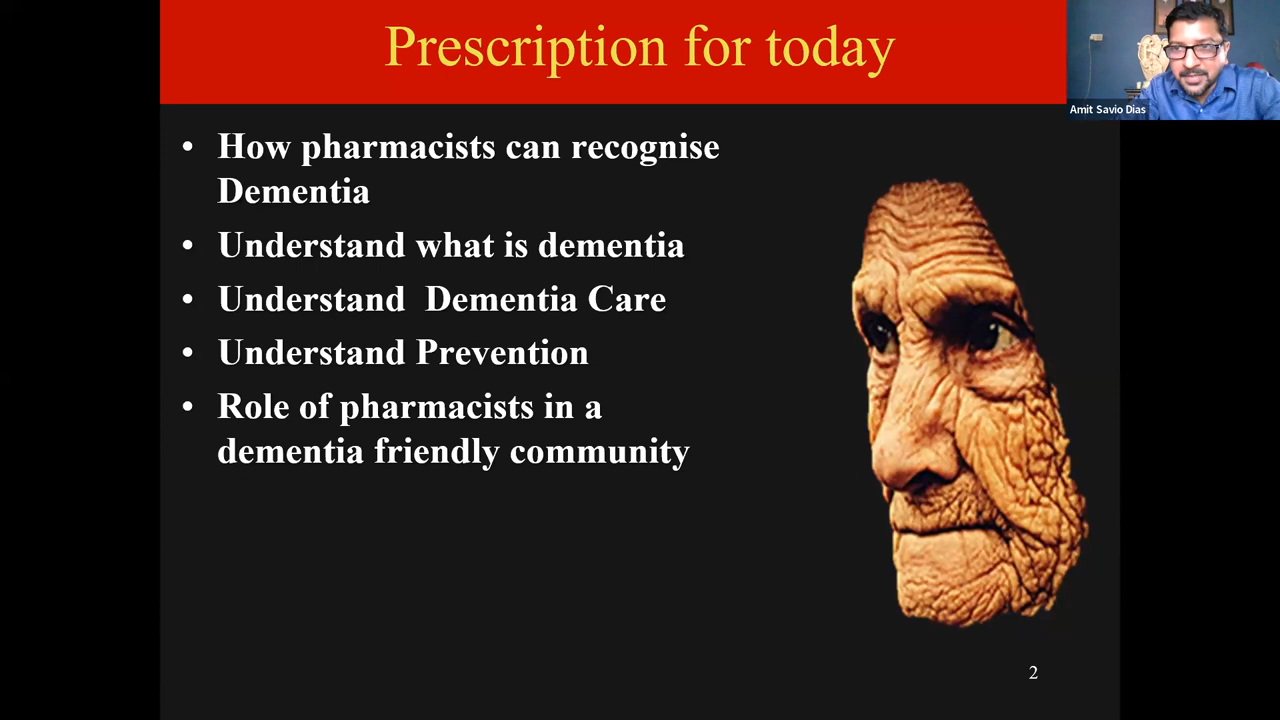 Prescription for today
Amit Savio Dias
• How pharmacists can recognise
Dementia
• Understand what is dementia
• Understand  Dementia Care
• Understand Prevention
• Role of pharmacists in a
dementia friendly community
2